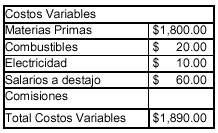 Costos Variables
Materias Primas $1,800.00
Combustibles $ 20.00
Electricidad $ 10.00
Salarios a destajo $ 60.00
Comisiones
Total Costos Variables $1,890.00